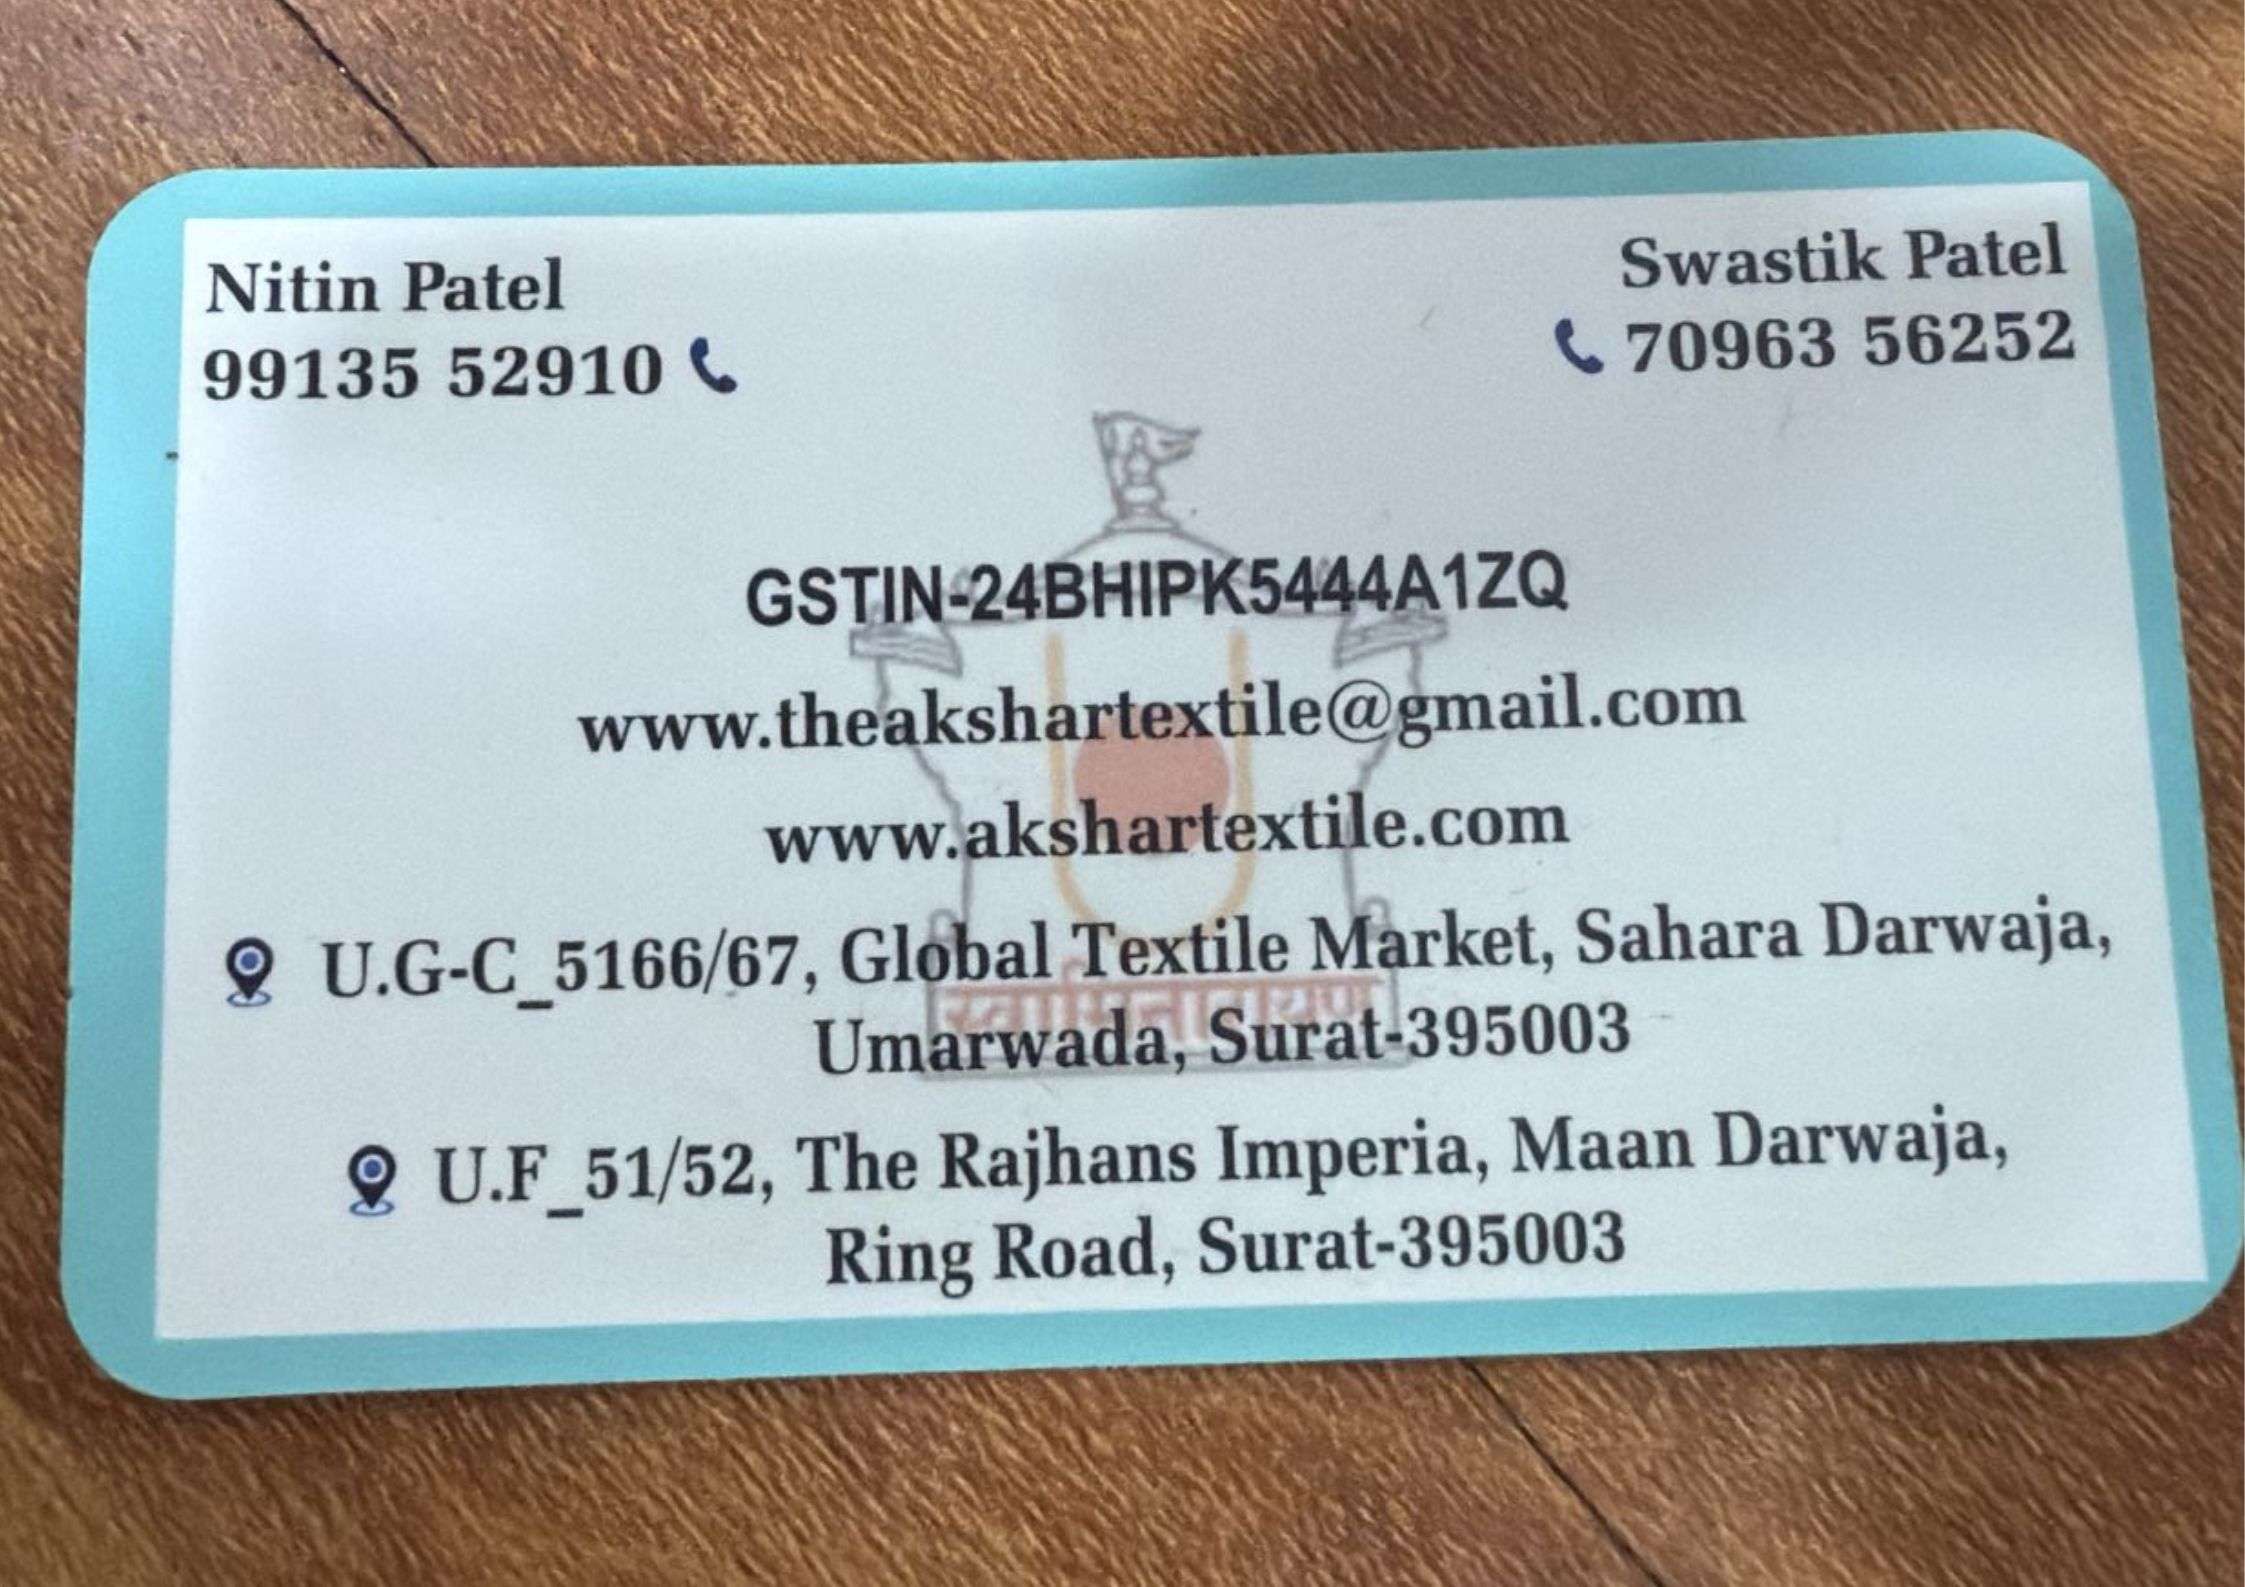 Nitin Patel
99135 52910
Swastik Patel
70963 56252
GSTIN-24BHIPK5444A1ZQ
www.theakshartextile@gmail.com
www.akshartextile.com
U.G-C_5166/67, Global Textile Market, Sahara Darwaja,
Umarwada, Surat-395003
स्वामिनारायण
U.F_51/52, The Rajhans Imperia, Maan Darwaja,
Ring Road, Surat-395003